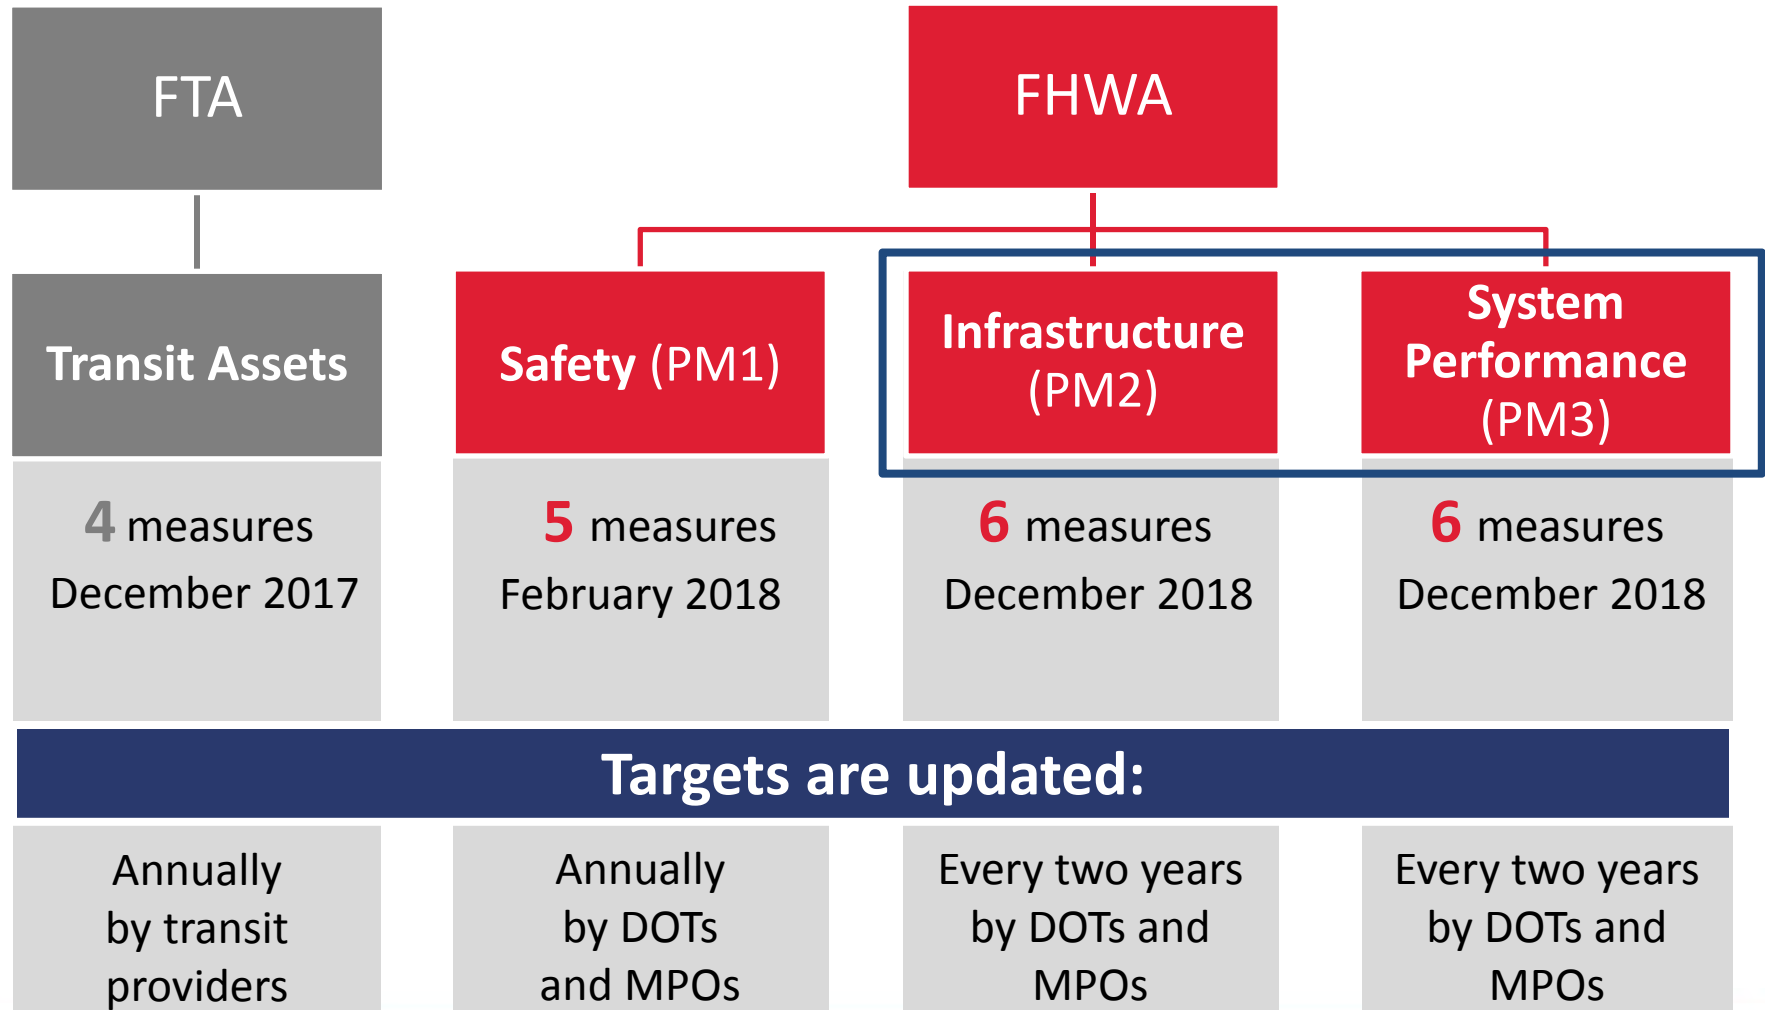 FTA
FHWA
Transit Assets
Safety (PM1)
Infrastructure
(PM2)
System
Performance
(PM3)
4 measures
December 2017
5 measures
February 2018
6 measures
December 2018
6 measures
December 2018
Targets are updated:
Annually
by transit
providers
Annually
by DOTs
and MPOs
Every two years
by DOTs and
MPOs
Every two years
by DOTs and
MPOs